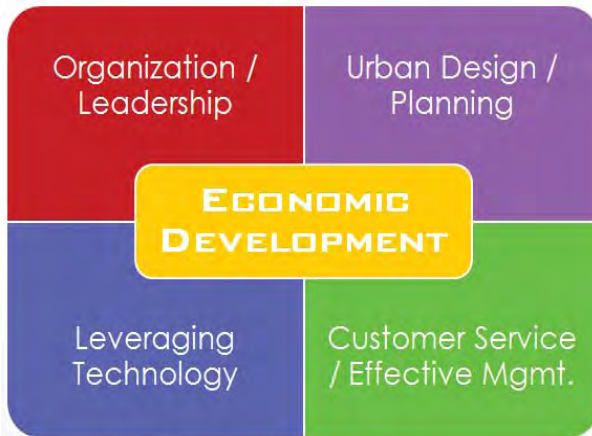 Organization /
Leadership
Urban Design /
Planning
ECONOMIC
DEVELOPMENT
Leveraging
Technology
Customer Service
/ Effective Mgmt.